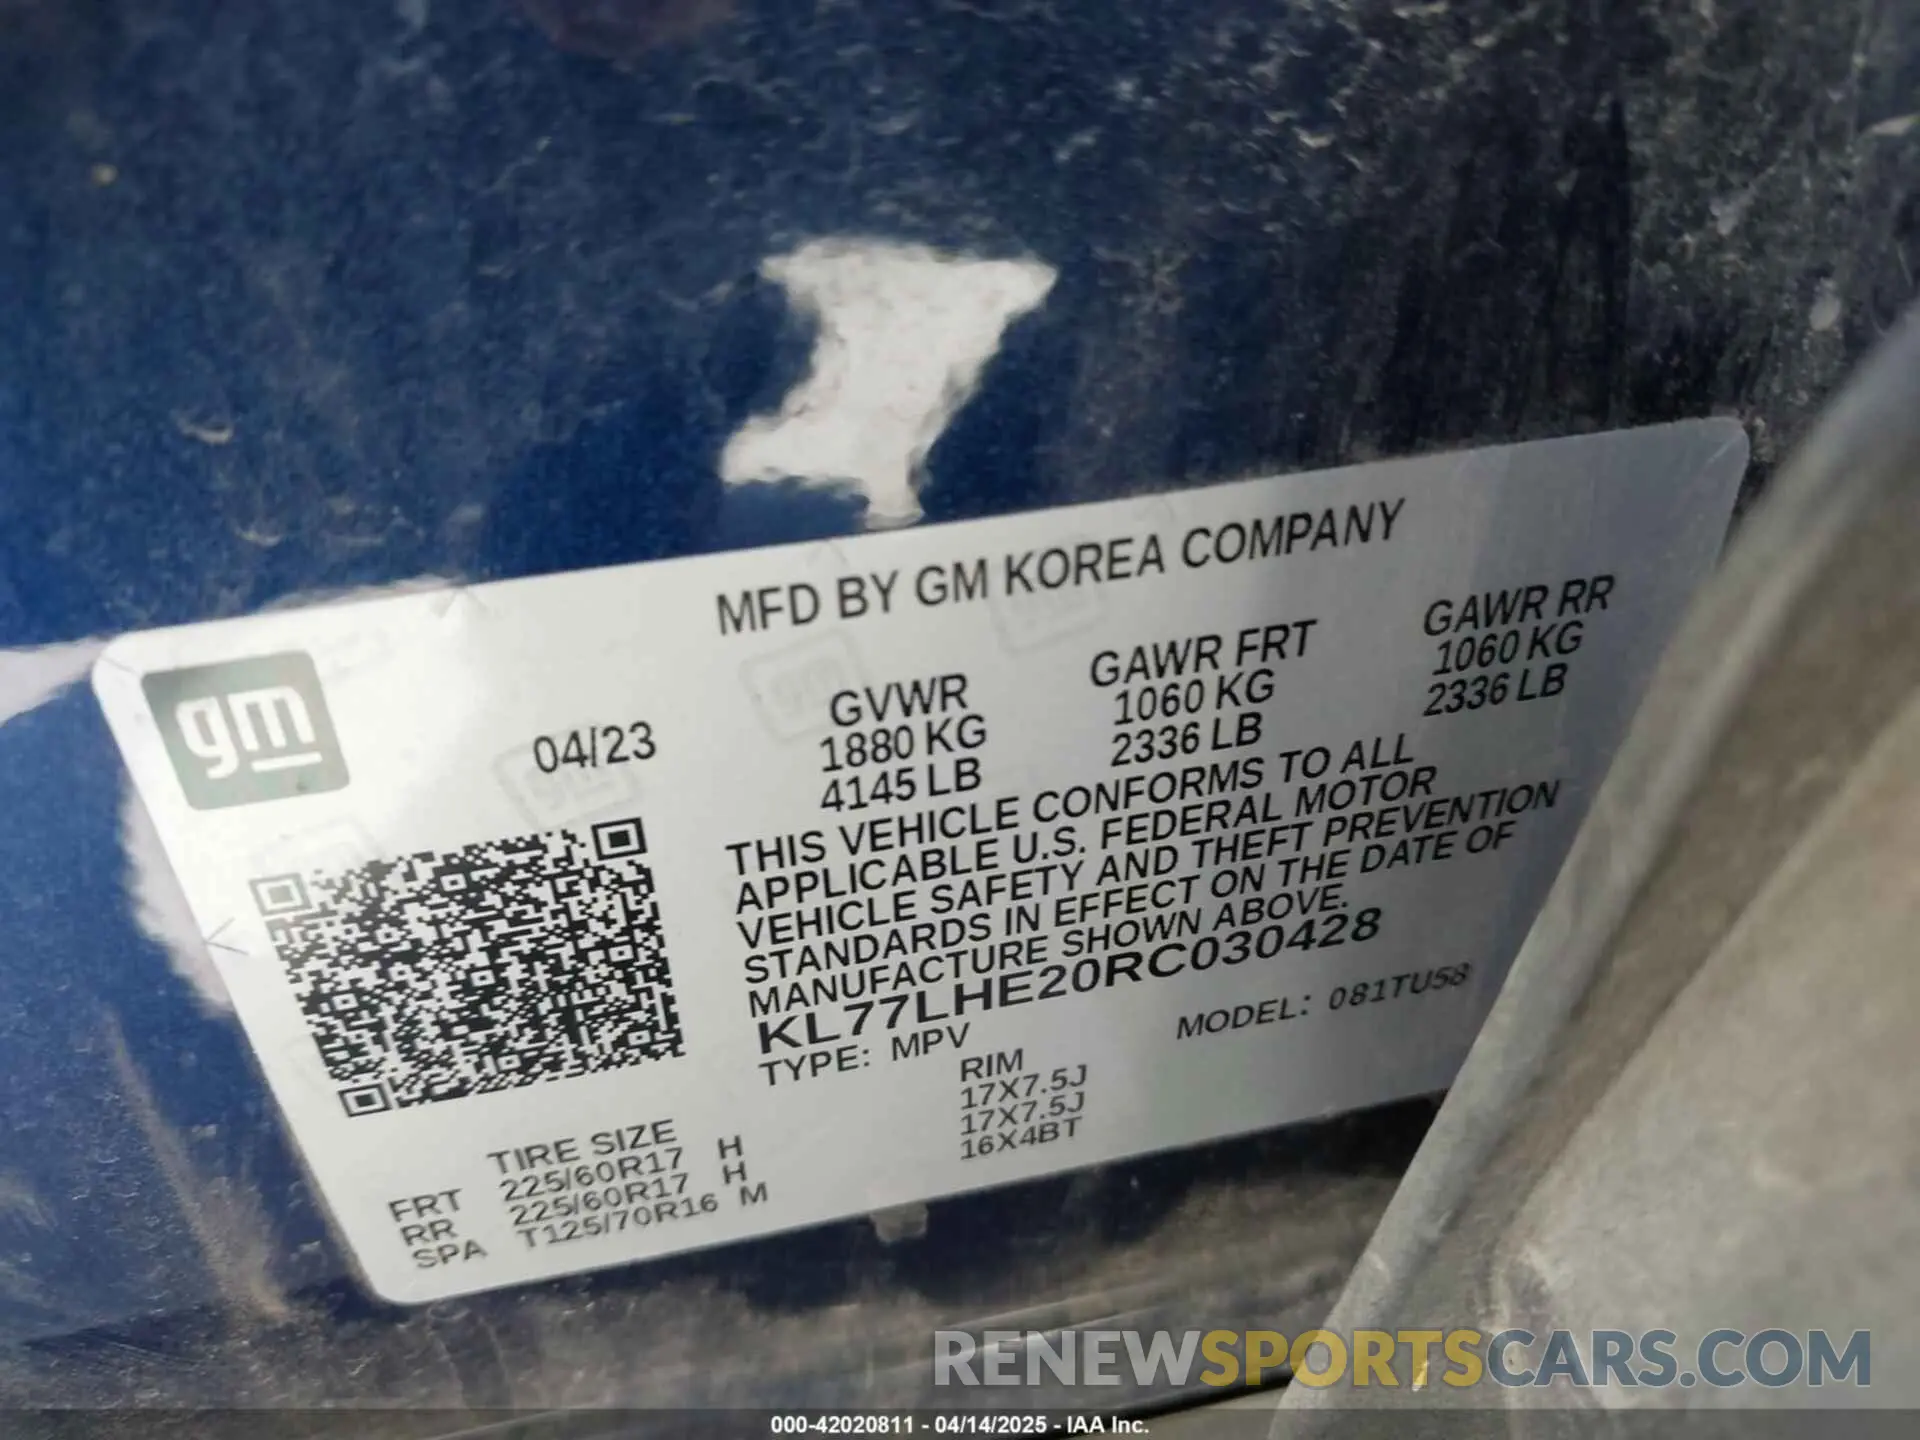 MFD BY GM KOREA COMPANY
gm
04/23
GVWR
1880 KG
4145 LB
GAWR FRT
1060 KG
2336 LB
GAWR RR
1060 KG
2336 LB
THIS VEHICLE CONFORMS TO ALL
APPLICABLE U.S. FEDERAL MOTOR
VEHICLE SAFETY AND THEFT PREVENTION
STANDARDS IN EFFECT ON THE DATE OF
MANUFACTURE SHOWN ABOVE.
KL77LHE20RC030428
TYPE: MPV
MODEL: 081TU58
TIRE SIZE RIM
FRT 225/60R17 H 17X7.5J
RR 225/60R17 H 17X7.5J
SPA T125/70R16 M 16X4BT
RENEWSPORTSCARS.COM
000-42020811 - 04/14/2025 - IAA Inc.